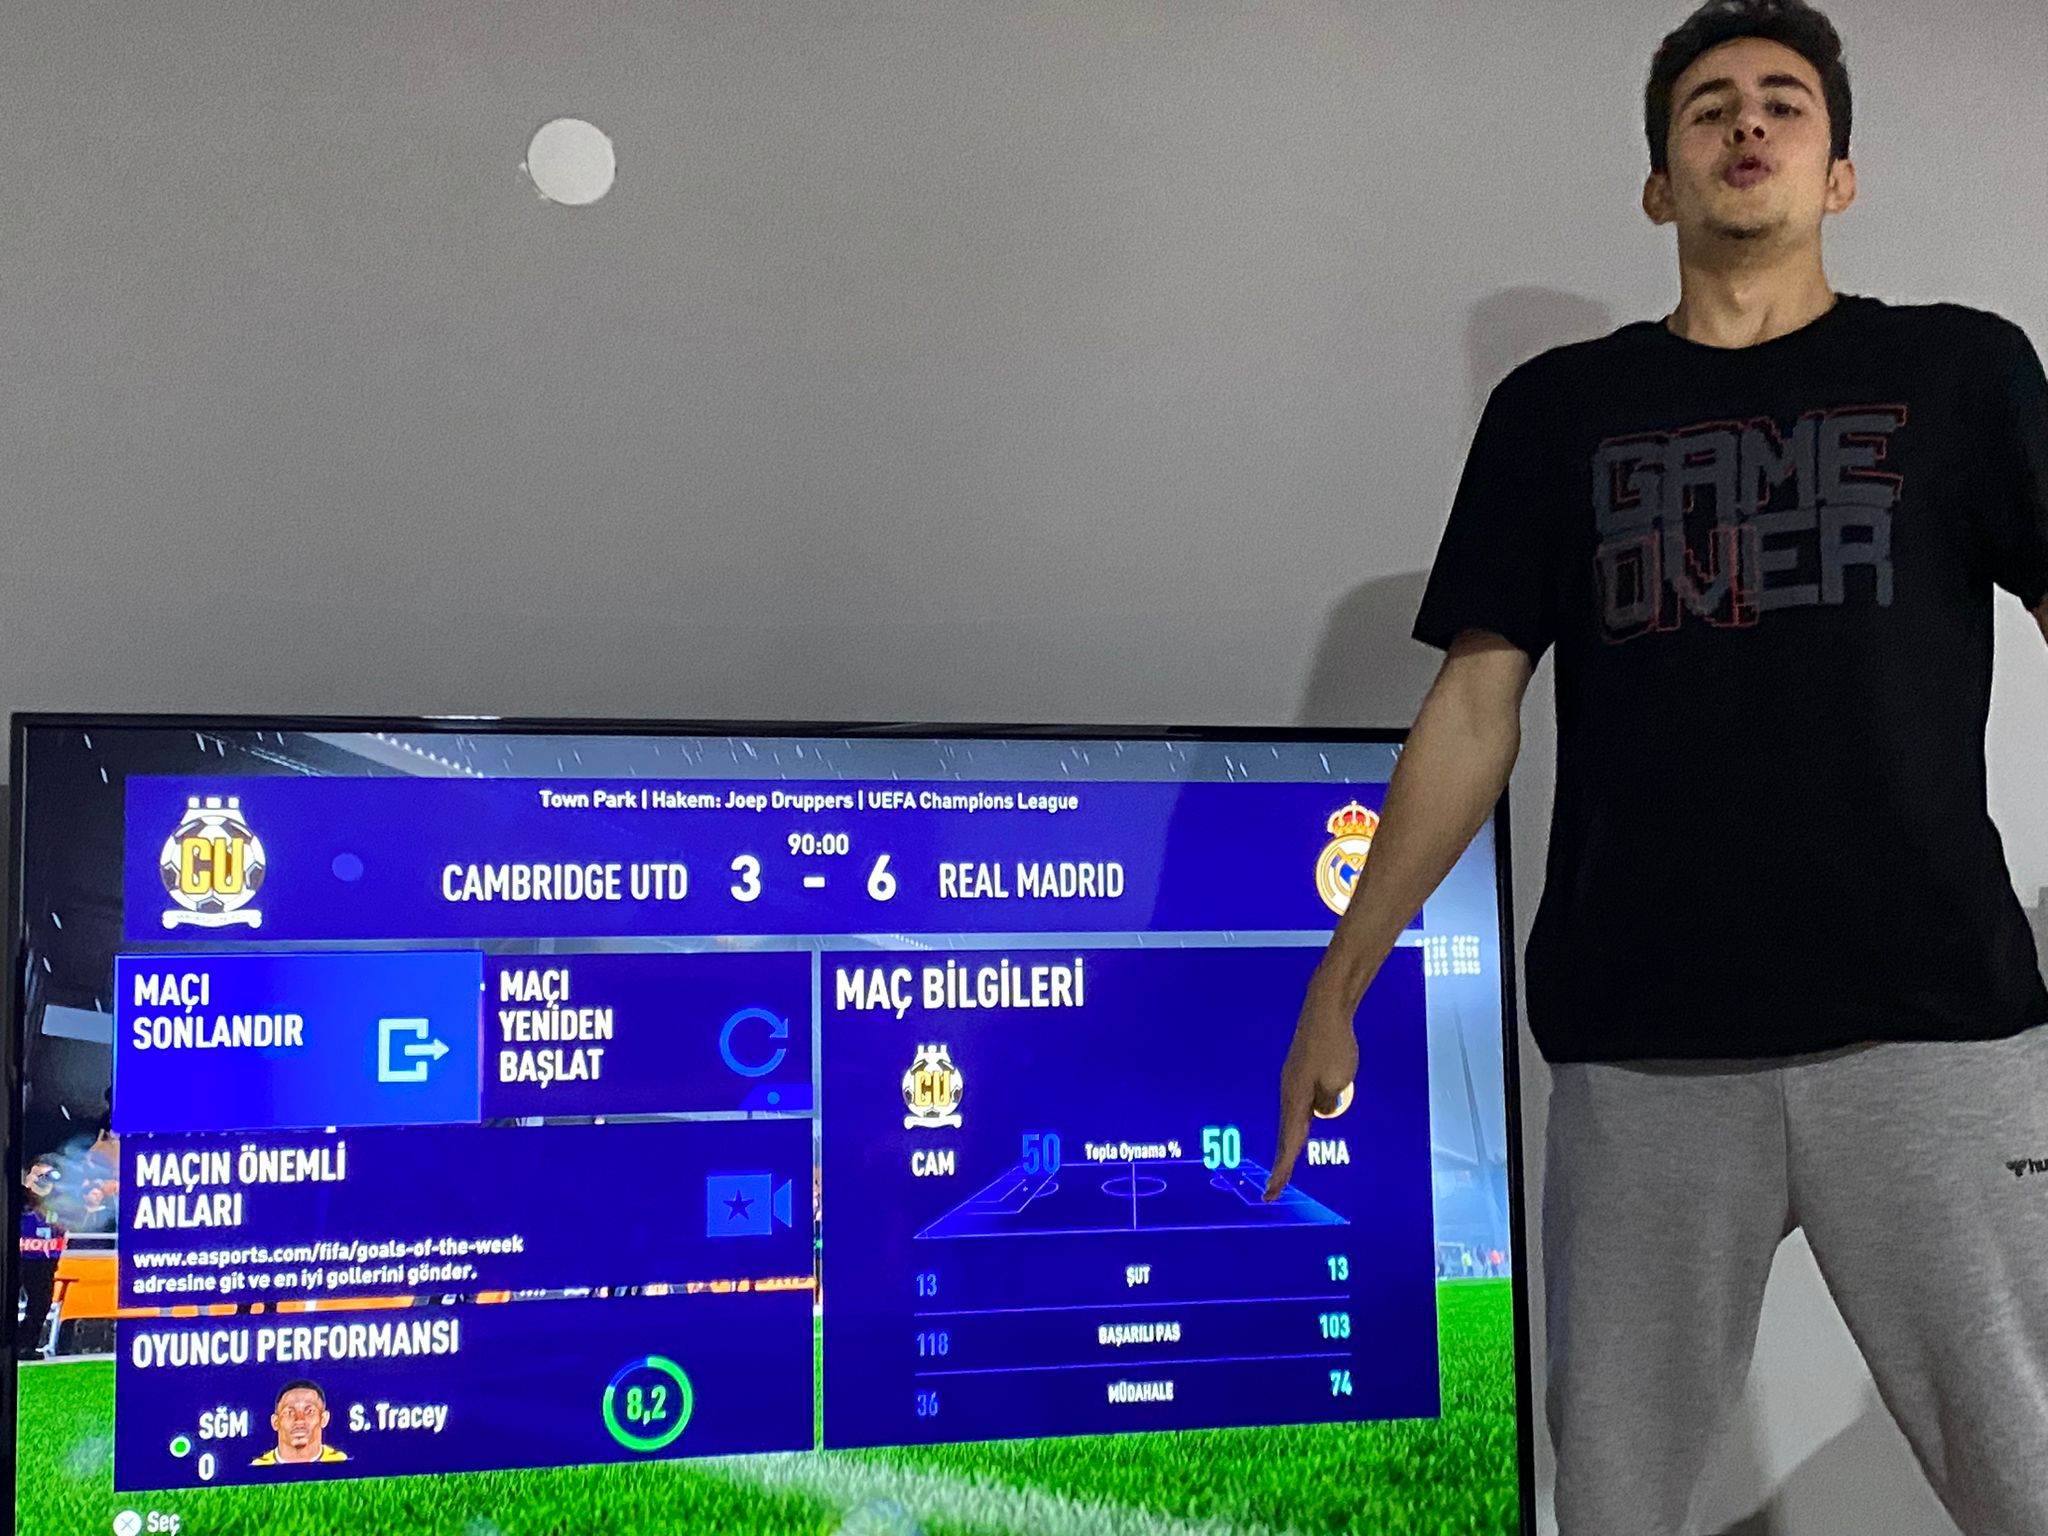 GAME
OVER
Town Park | Hakem: Joep Druppers | UEFA Champions League
90:00
CAMBRIDGE UTD 3 - 6 REAL MADRID
CU
MAÇI
SONLANDIR
MAÇI
YENİDEN
BAŞLAT
MAÇIN ÖNEMLİ
ANLARI
www.easports.com/fifa/goals-of-the-week
adresine git ve en iyi gollerini gönder.
OYUNCU PERFORMANSI
SĞM
0
S. Tracey
8,2
Seç
MAÇ BİLGİLERİ
CU
CAM
50 Topla Oynama % 50
RMA
13 ŞUT 13
118 BAŞARILI PAS 103
36 MÜDAHALE 74